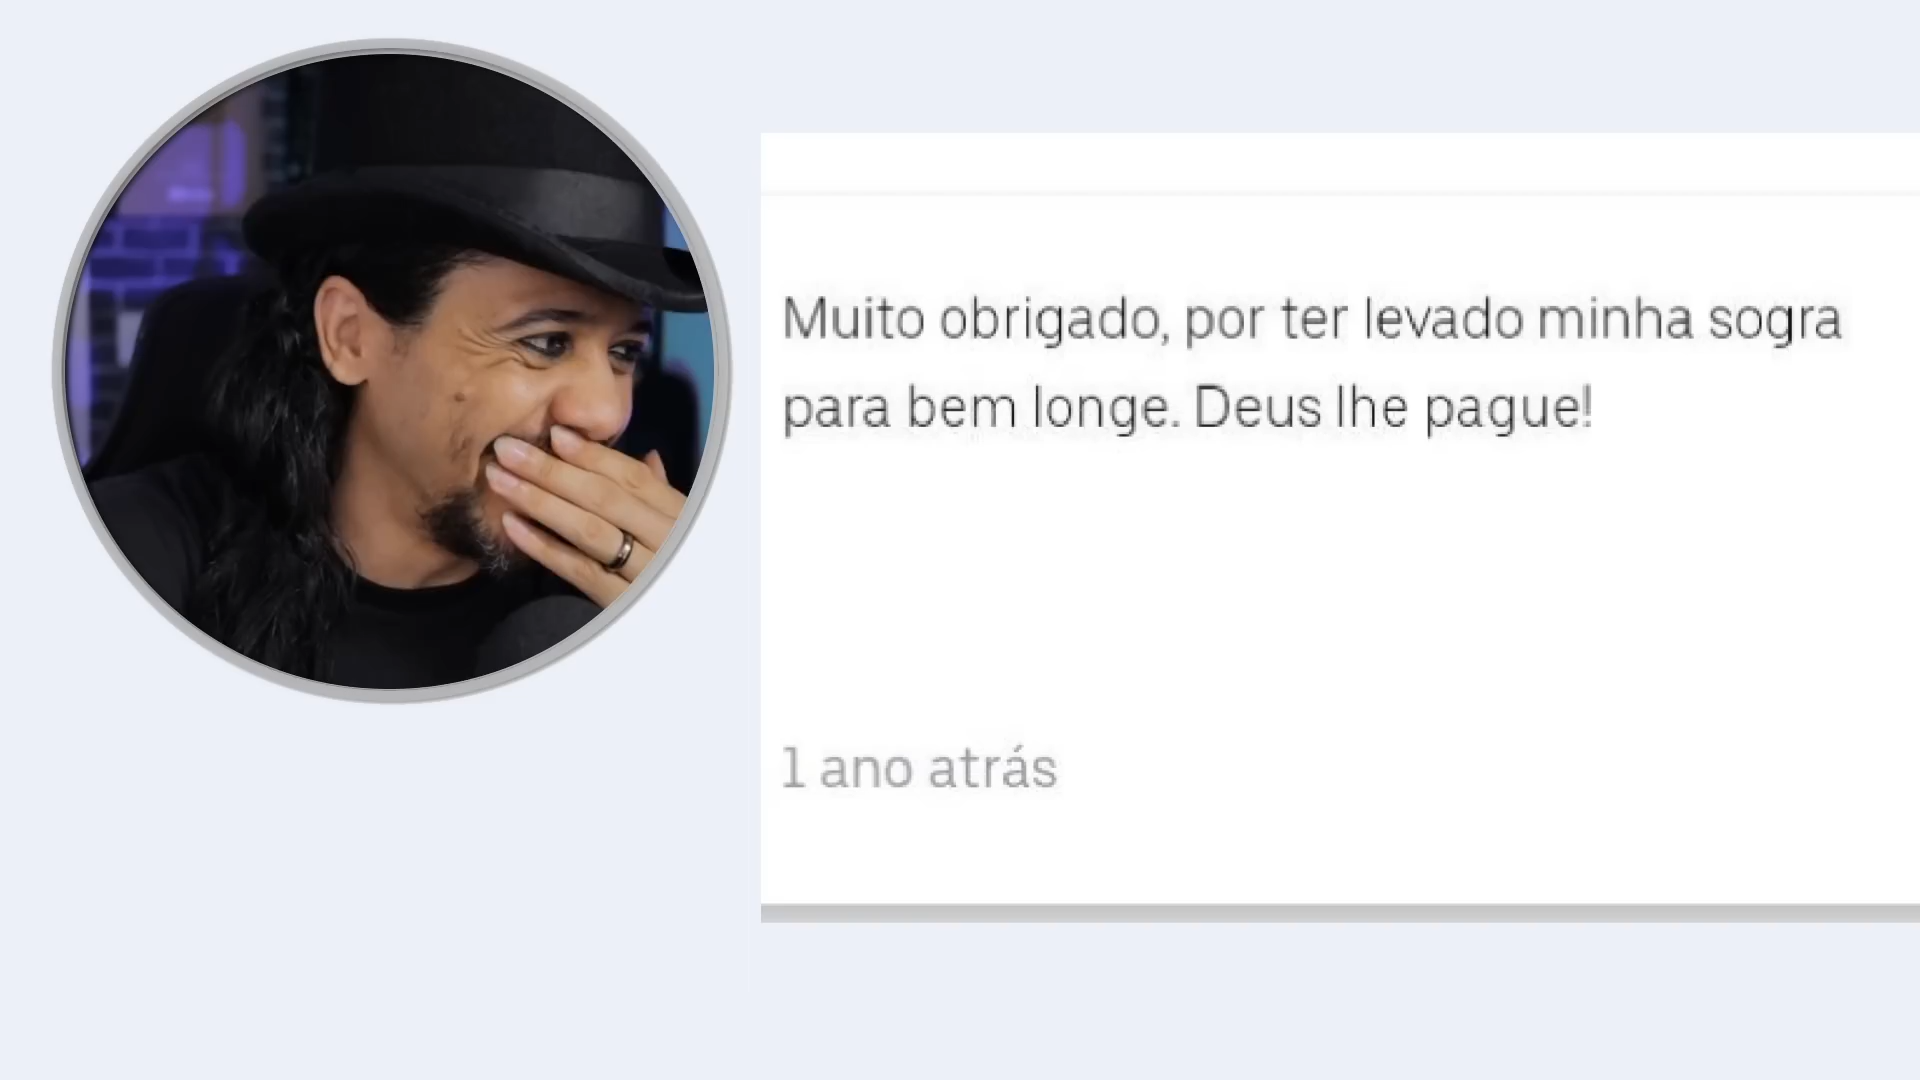 Muito obrigado, por ter levado minha sogra
para bem longe. Deus lhe pague!
1 ano atrás